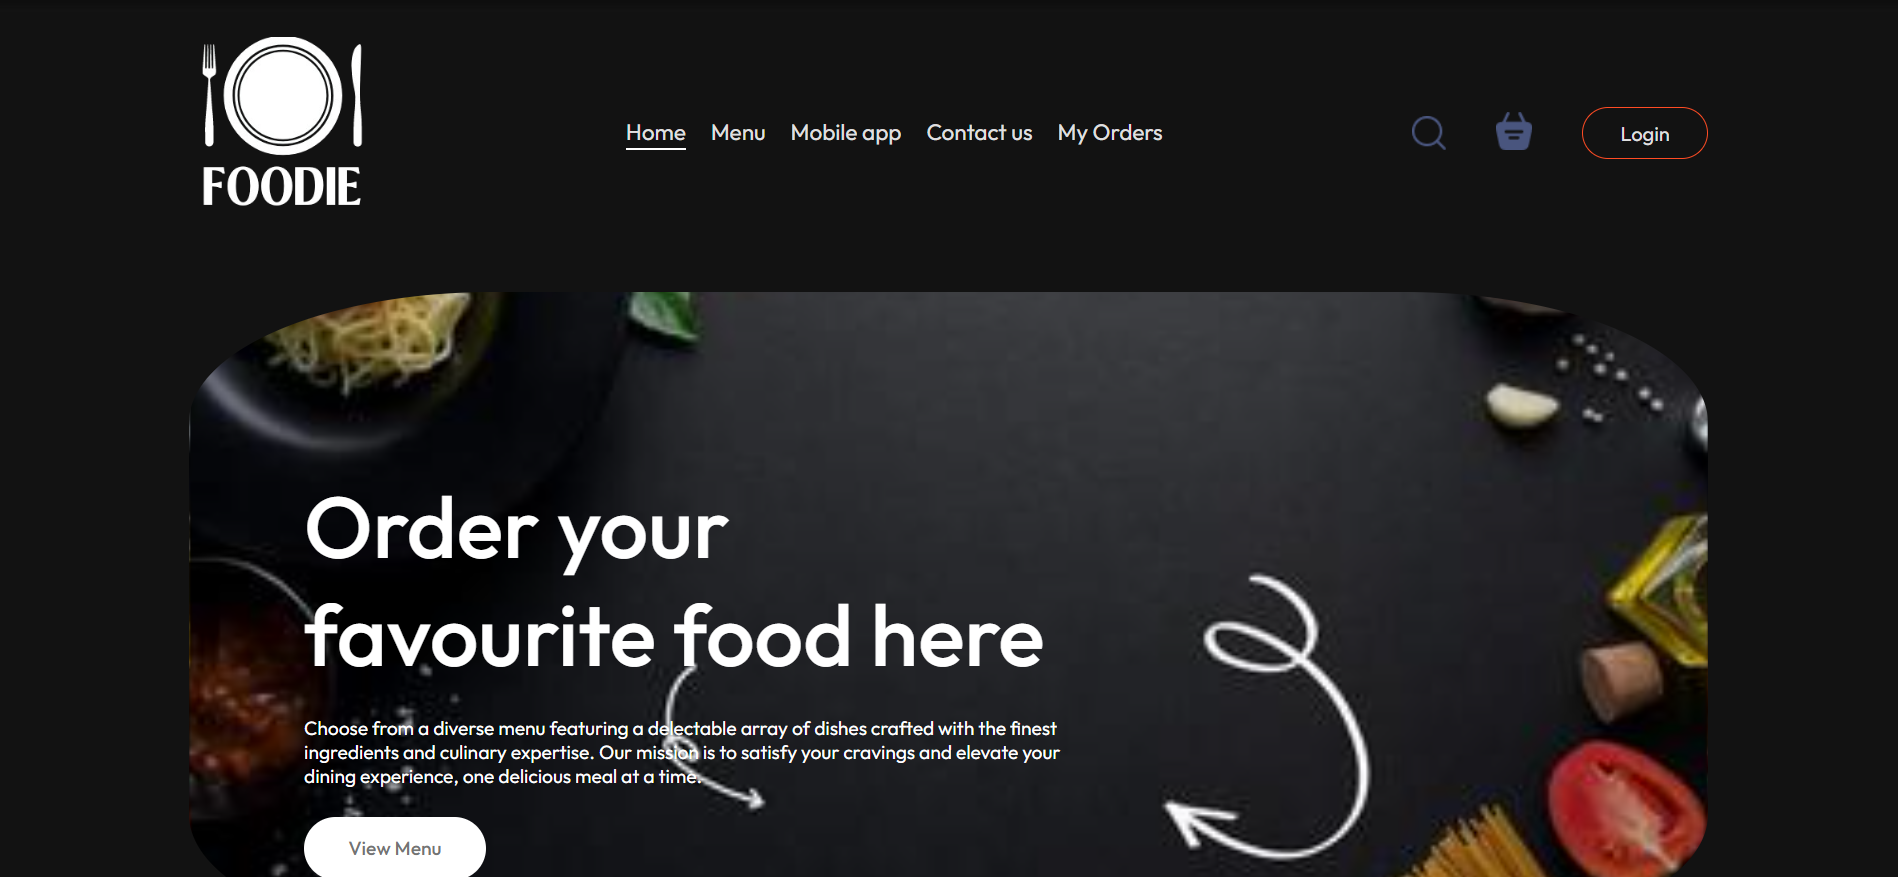 FOODIE
Home Menu Mobile app Contact us My Orders
Login
Order your
favourite food here
Choose from a diverse menu featuring a delectable array of dishes crafted with the finest
ingredients and culinary expertise. Our mission is to satisfy your cravings and elevate your
dining experience, one delicious meal at a time.
View Menu